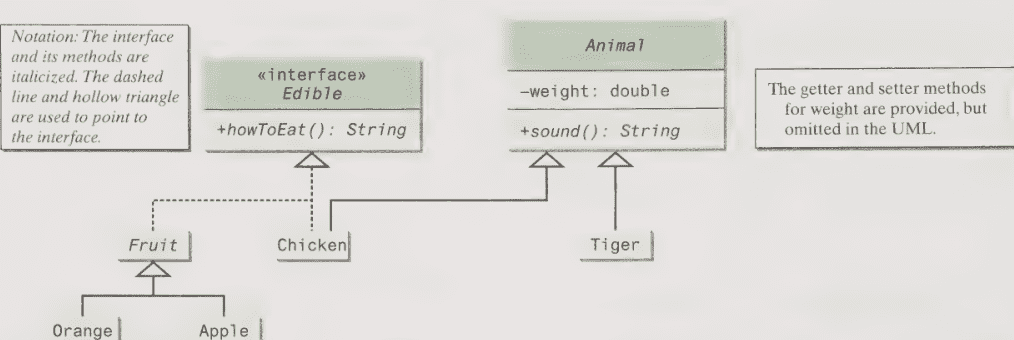 Notation: The interface
and its methods are
italicized. The dashed
line and hollow triangle
are used to point to
the interface.
«interface»
Edible
+howToEat(): String
Animal
-weight: double
+sound(): String
The getter and setter methods
for weight are provided, but
omitted in the UML.
Fruit
Chicken
Tiger
Orange
Apple